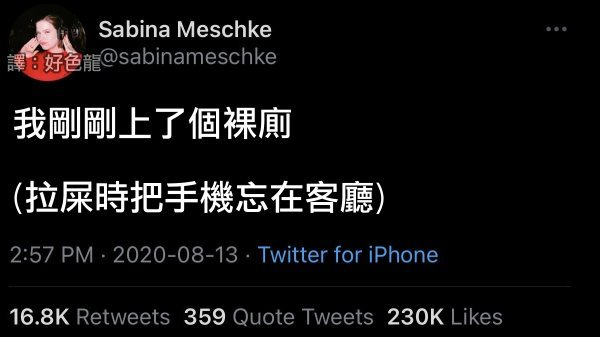 Sabina Meschke
譯：好色龍
@sabinameschke
我剛剛上了個裸廁
(拉屎時把手機忘在客廳)
2:57 PM · 2020-08-13 · Twitter for iPhone
16.8K Retweets 359 Quote Tweets 230K Likes